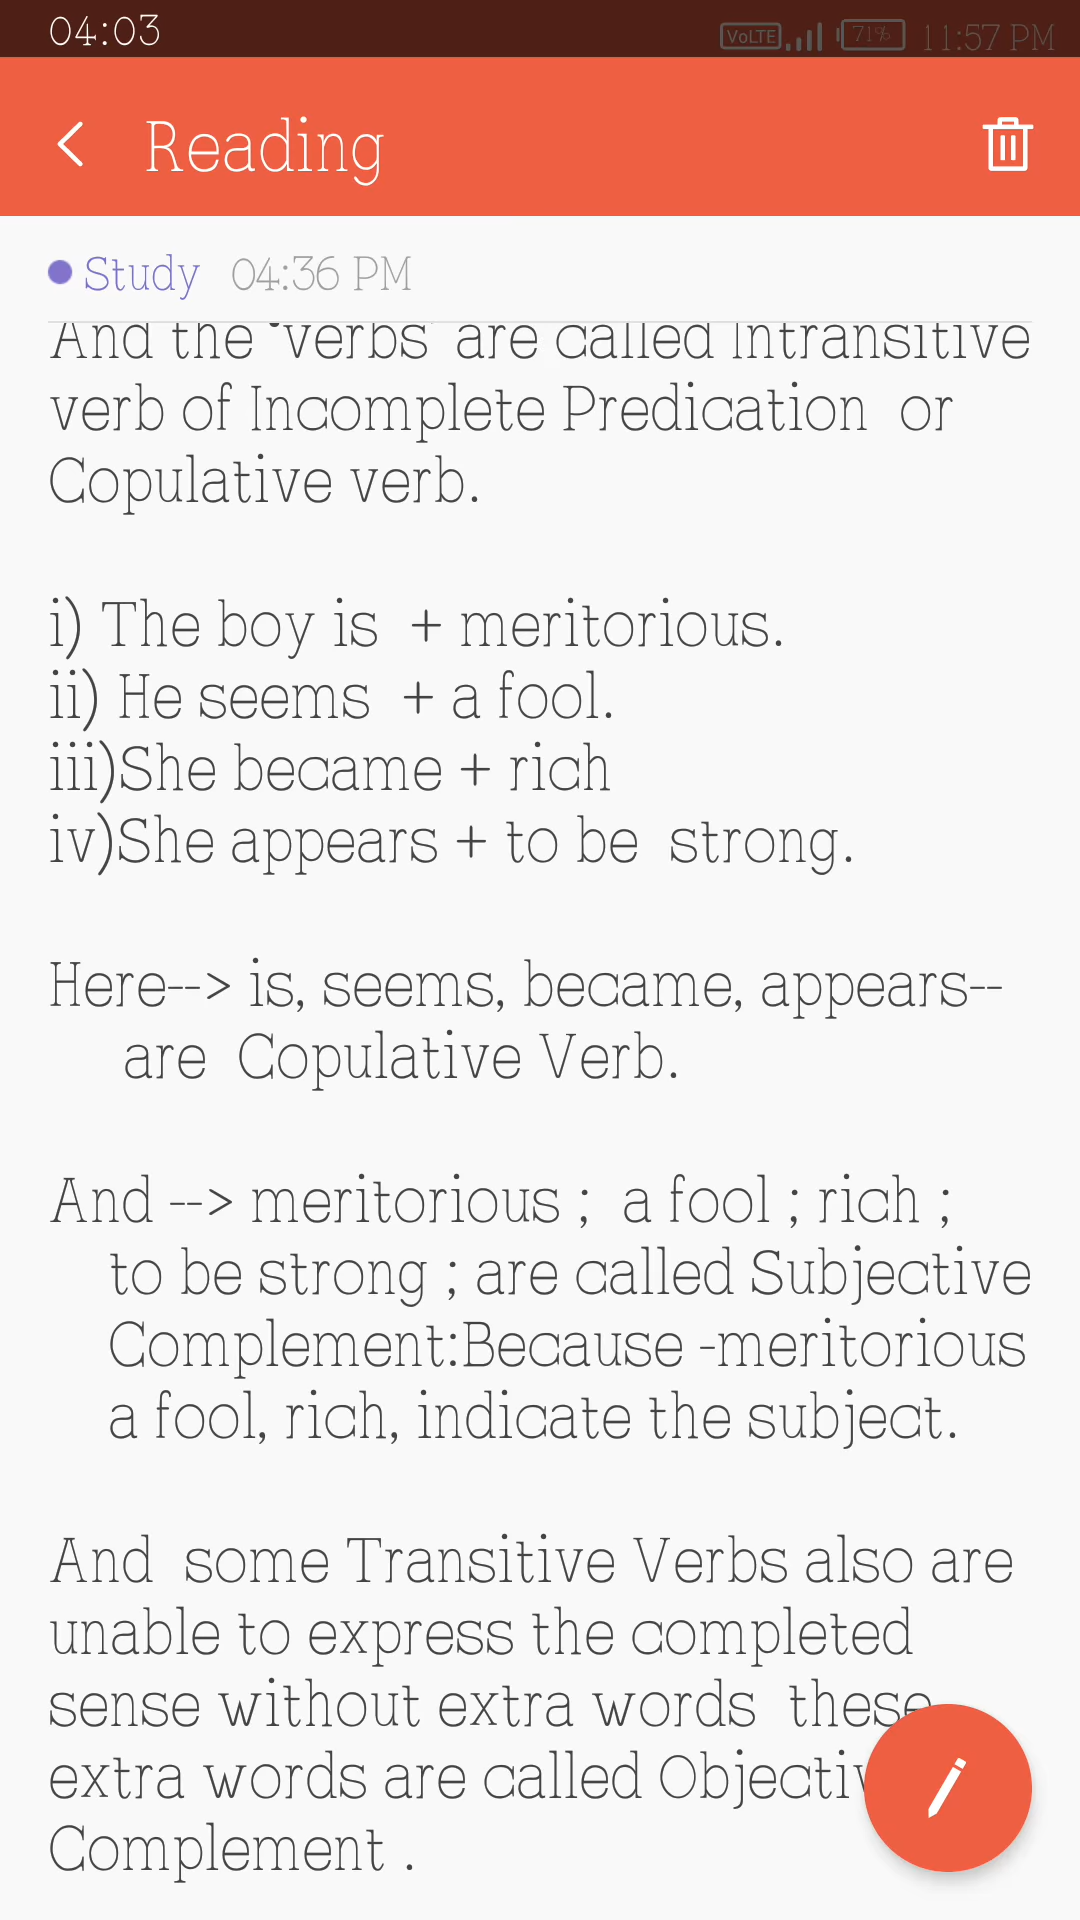 04:03 VoLTE 71% 11:57 PM
Reading
Study 04:36 PM
And the 'verbs' are called Intransitive
verb of Incomplete Predication or
Copulative verb.
i) The boy is + meritorious.
ii) He seems + a fool.
iii)She became + rich
iv)She appears + to be strong.
Here--> is, seems, became, appears--
are Copulative Verb.
And --> meritorious ; a fool ; rich ;
to be strong ; are called Subjective
Complement:Because -meritorious
a fool, rich, indicate the subject.
And some Transitive Verbs also are
unable to express the completed
sense without extra words these
extra words are called Objectiv
Complement .